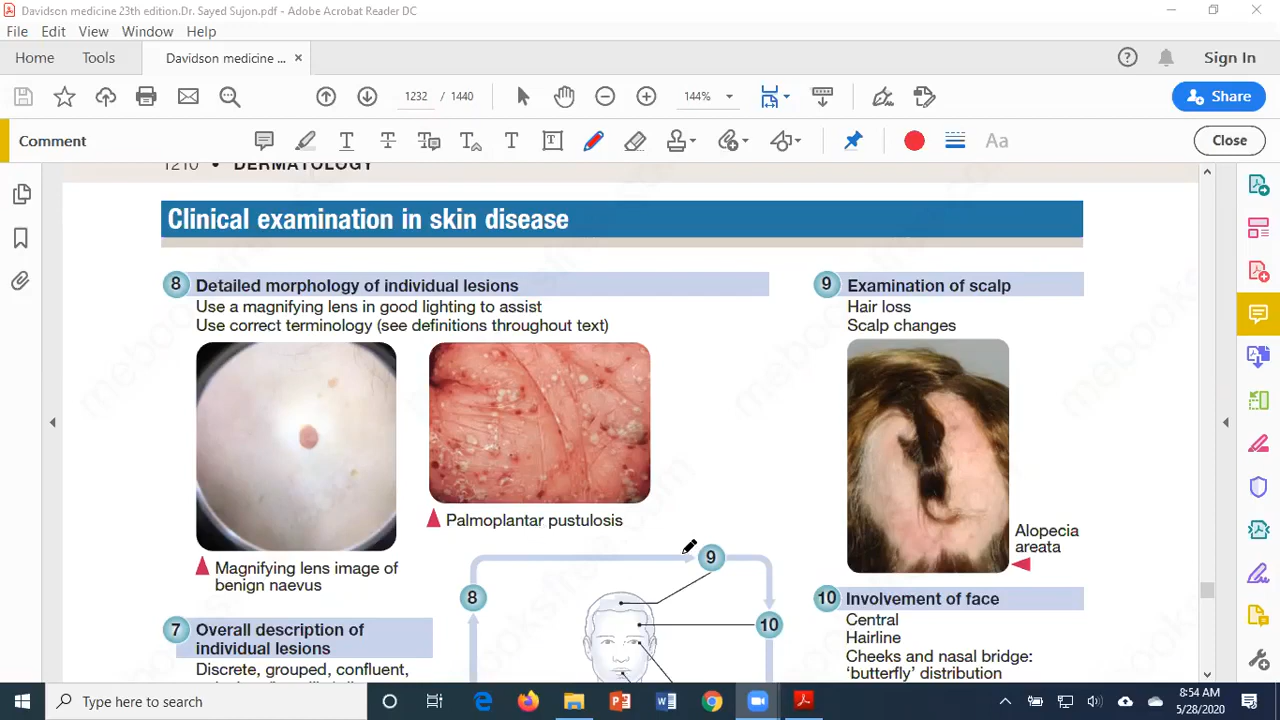 Davidson medicine 23th edition.Dr. Sayed Sujon.pdf - Adobe Acrobat Reader DC
File Edit View Window Help
Home Tools Davidson medicine ... ×
Sign In
1232 / 1440
144%
Share
Comment
Close
1210 • DERMATOLOGY
Clinical examination in skin disease
8 Detailed morphology of individual lesions
Use a magnifying lens in good lighting to assist
Use correct terminology (see definitions throughout text)
Magnifying lens image of
benign naevus
Palmoplantar pustulosis
9 Examination of scalp
Hair loss
Scalp changes
Alopecia
areata
8
9
10
7 Overall description of
individual lesions
Discrete, grouped, confluent,
10 Involvement of face
Central
Hairline
Cheeks and nasal bridge:
‘butterfly’ distribution
Type here to search
8:54 AM
5/28/2020